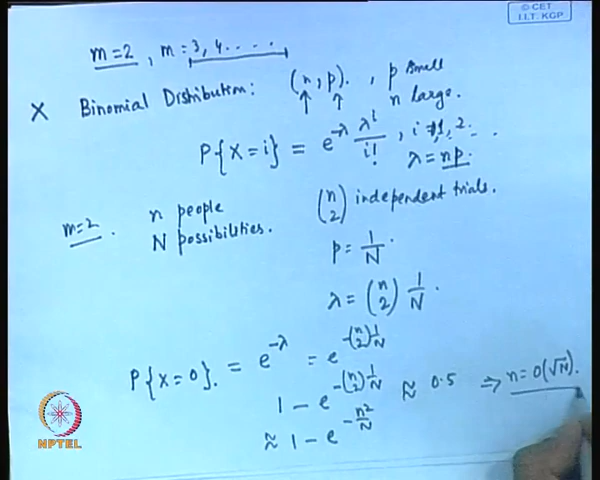 © CET
I.I.T. KGP
m=2, m=3,4.....
X Binomial Distribution: (n, p). , p small
n large.
P{X=i} = e^{-λ} λ^i / i! , i = 1, 2...
λ = np.
m=2. n people
N possibilities.
(n 2) independent trials.
p = 1/N.
λ = (n 2) 1/N.
P{X=0}. = e^{-λ} = e^{-(n 2) 1/N}
1 - e^{-(n 2) 1/N} ≈ 0.5 ⇒ n = O(√N).
≈ 1 - e^{-n²/N}
NPTEL